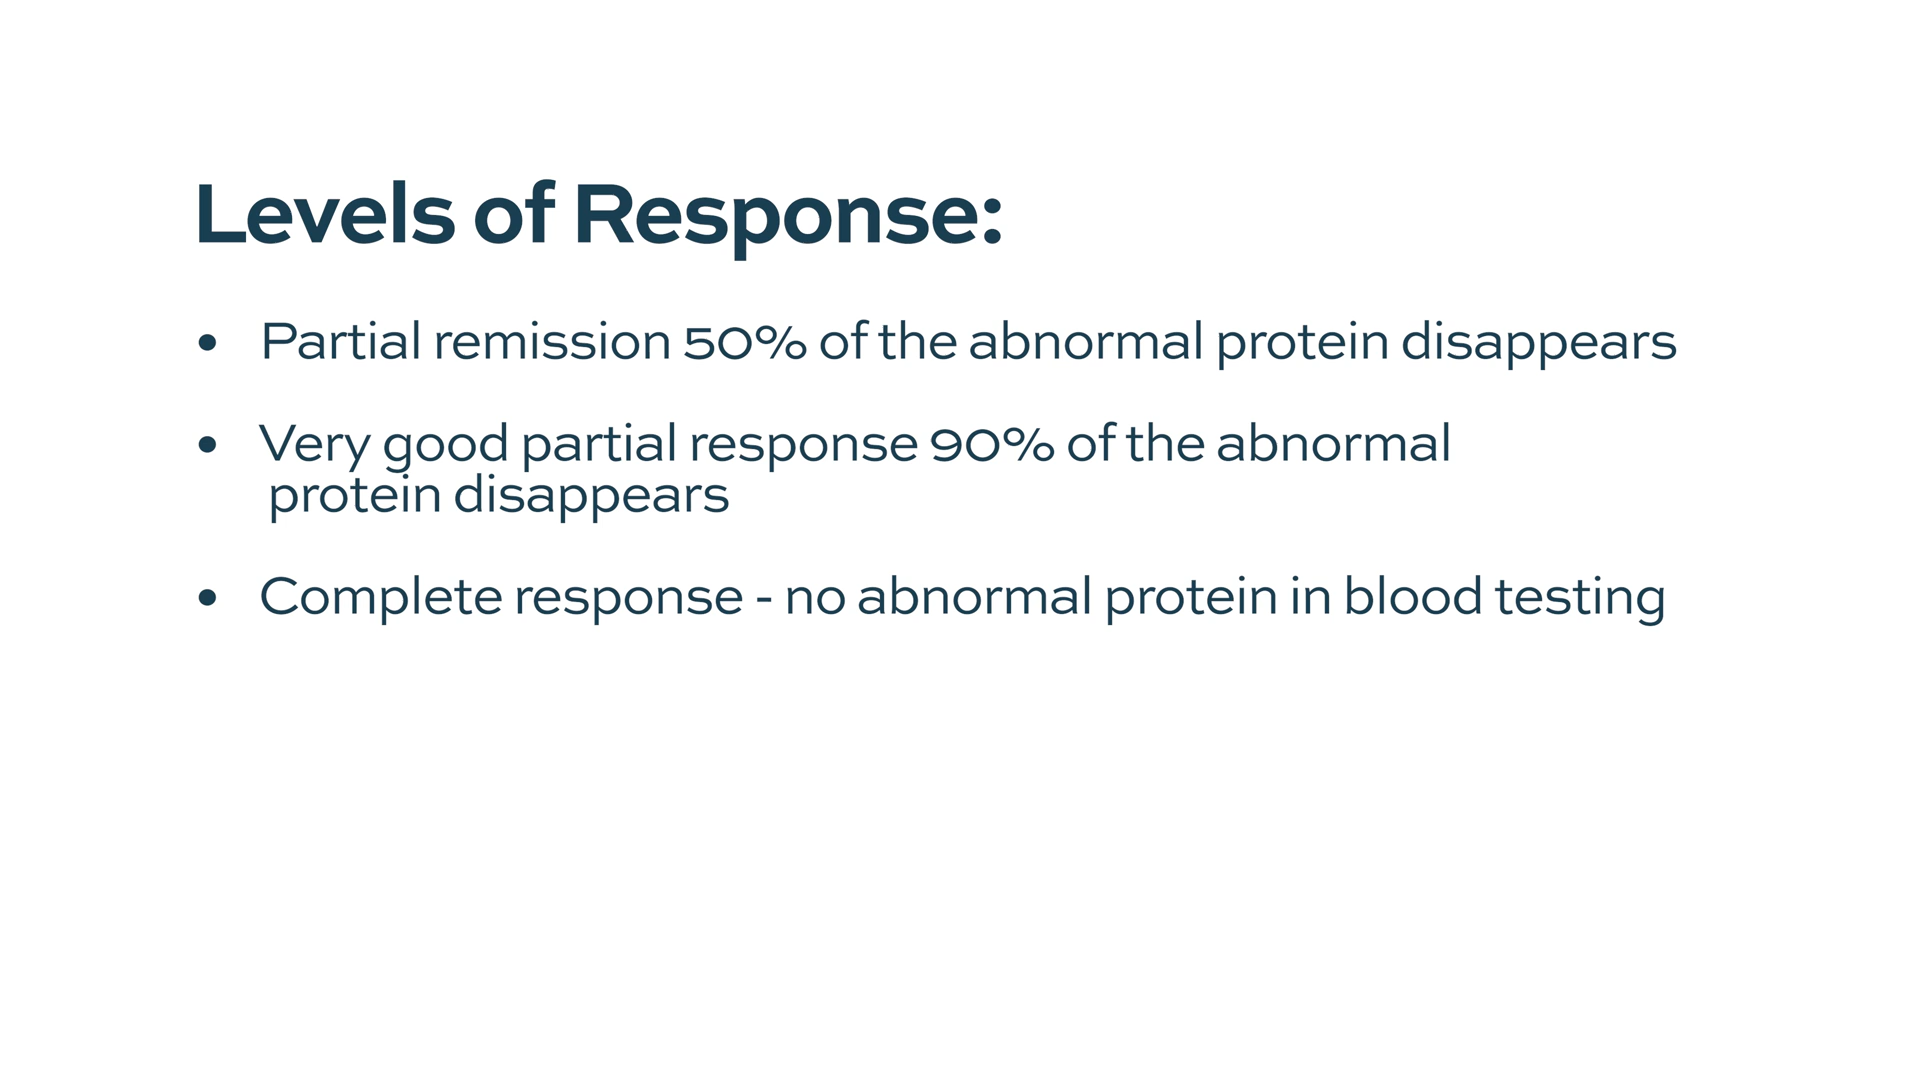 Levels of Response:
• Partial remission 50% of the abnormal protein disappears
• Very good partial response 90% of the abnormal
protein disappears
• Complete response - no abnormal protein in blood testing